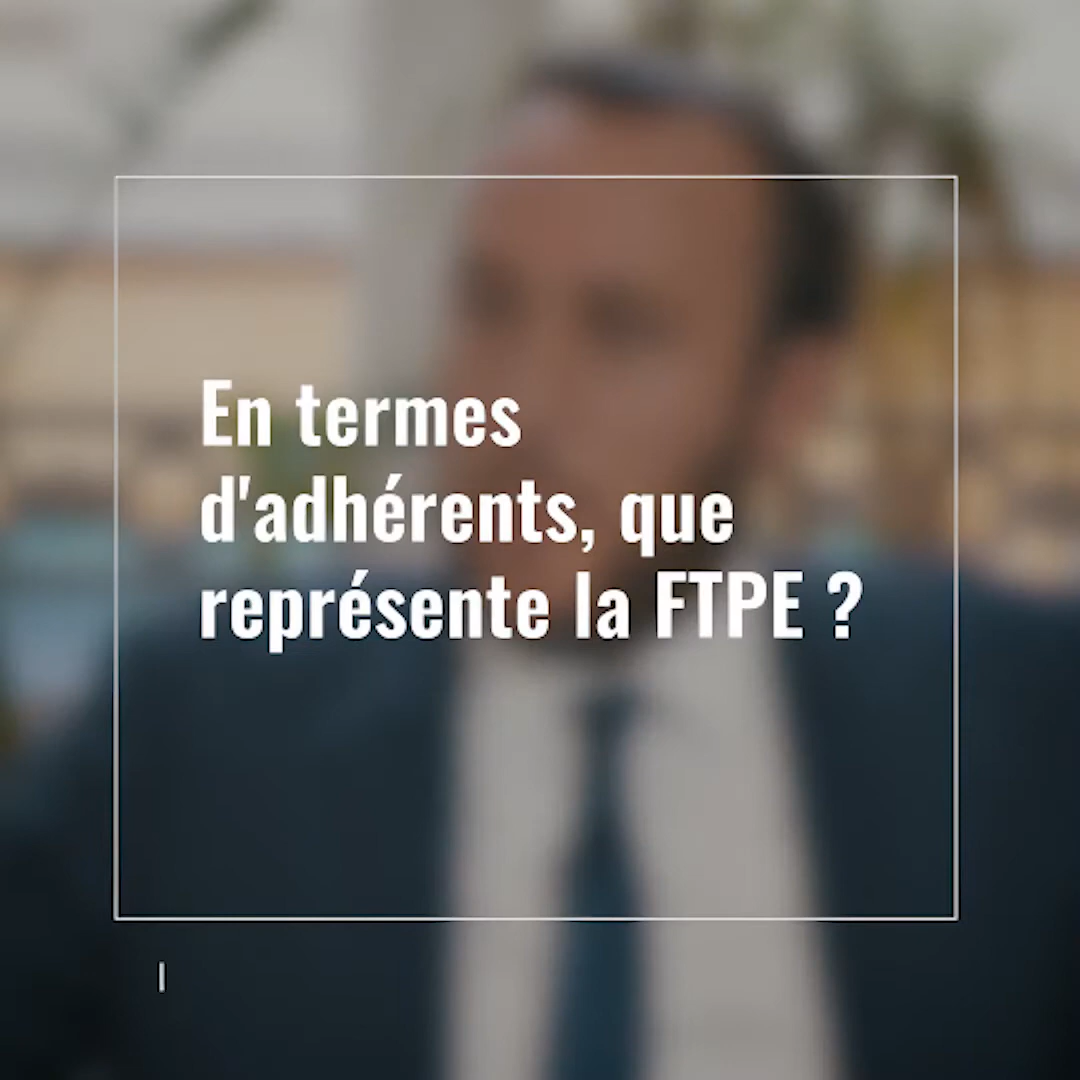 En termes
d'adhérents, que
représente la FTPE ?